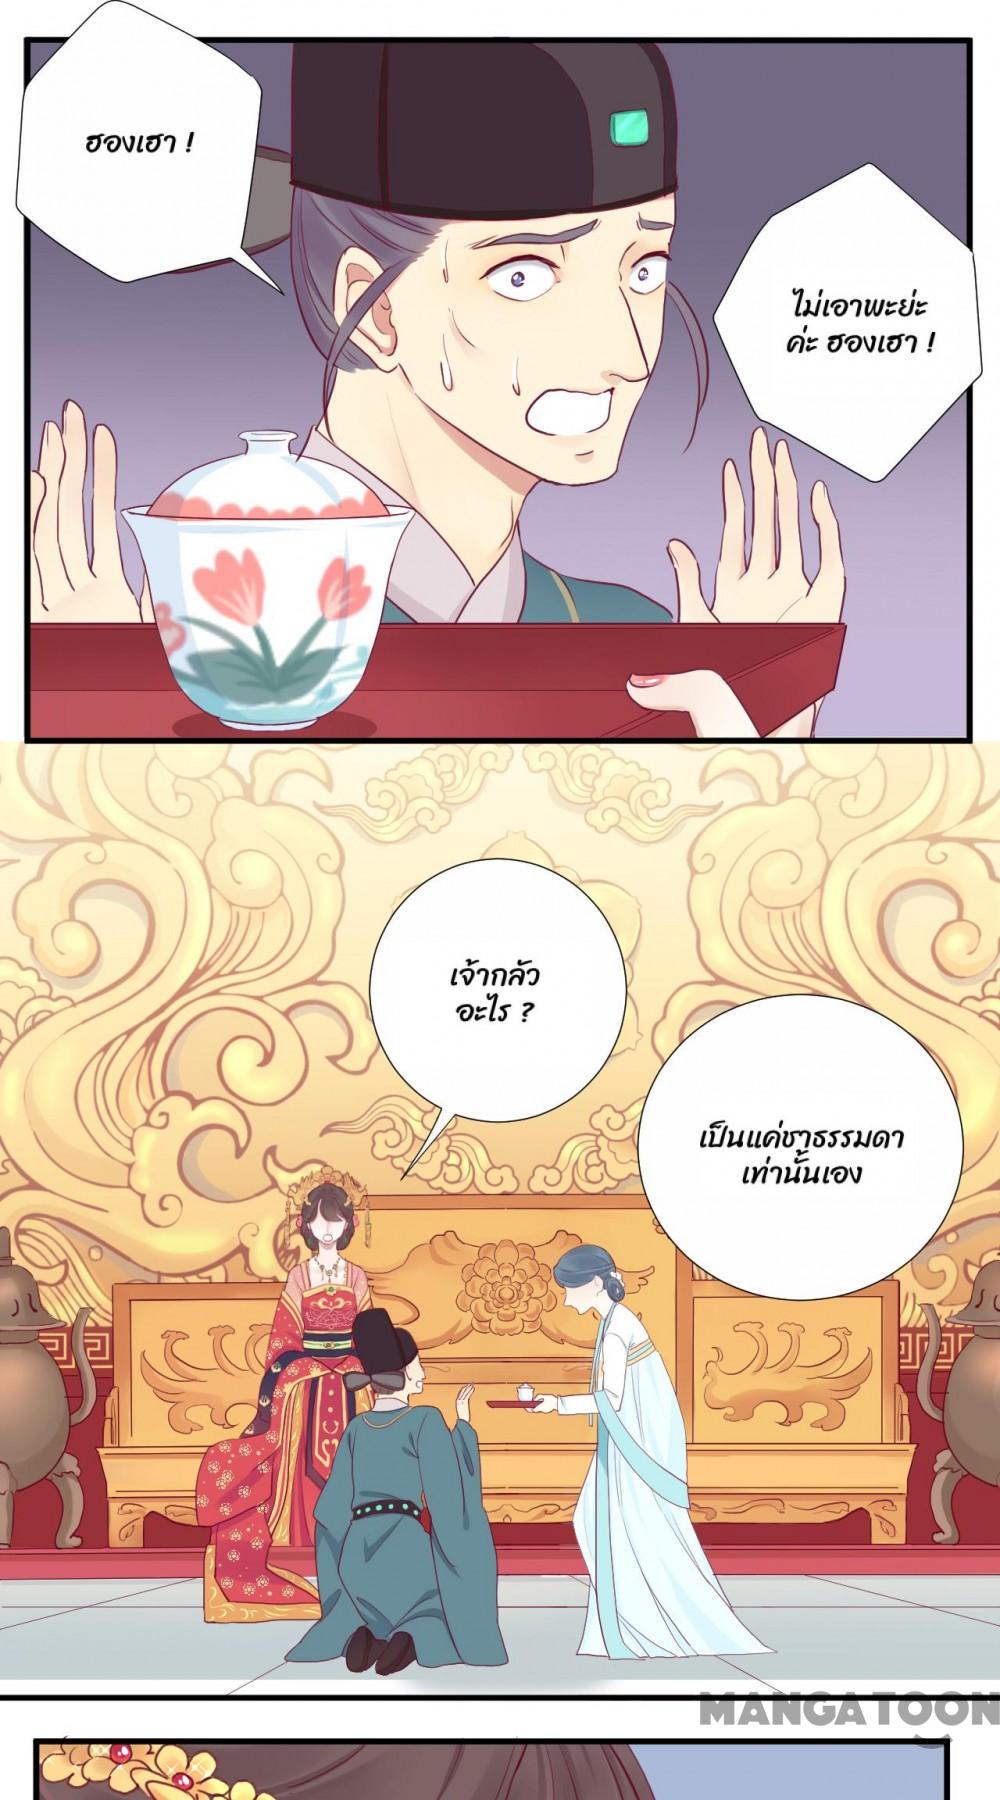 ฮองเฮา !
ไม่เอาพะย่ะ
ค่ะ ฮองเฮา !
เจ้ากลัว
อะไร ?
เป็นแค่ชาธรรมดา
เท่านั้นเอง
MANGATOON